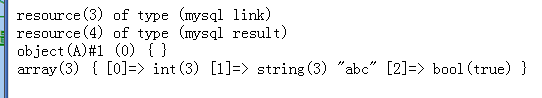 resource(3) of type (mysql link)
resource(4) of type (mysql result)
object(A)#1 (0) { }
array(3) { [0]=> int(3) [1]=> string(3) "abc" [2]=> bool(true) }